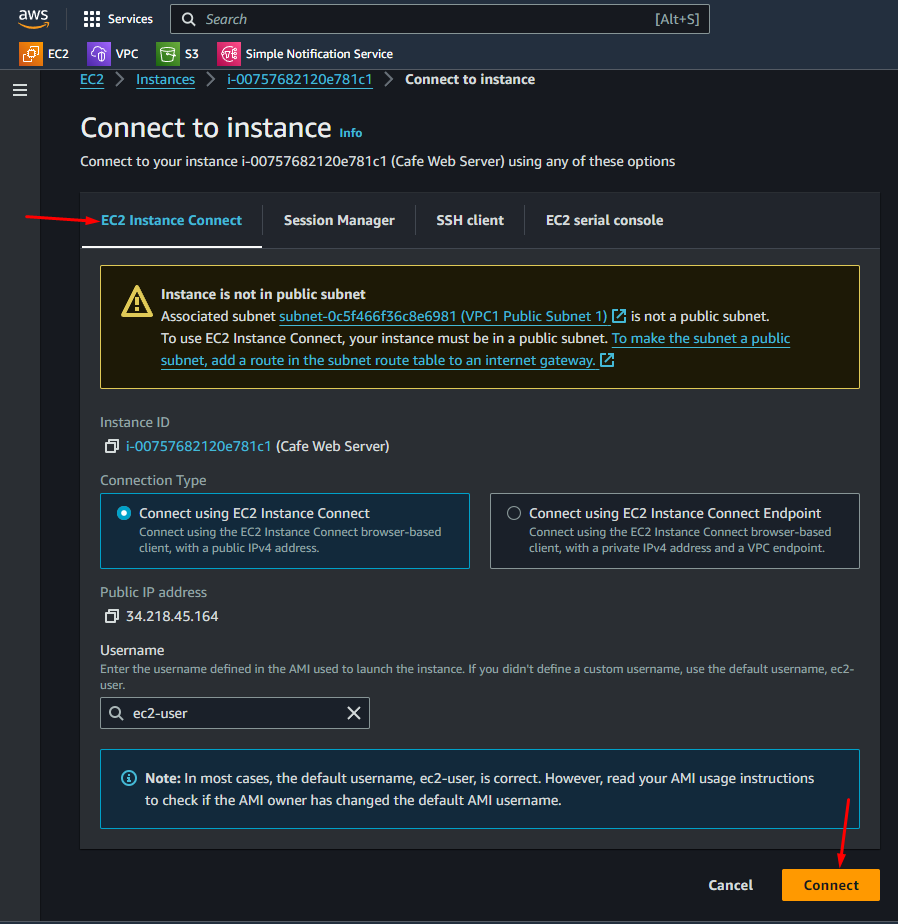 aws
Services
Search
[Alt+S]
EC2
VPC
S3
Simple Notification Service
EC2 > Instances > i-00757682120e781c1 > Connect to instance
Connect to instance Info
Connect to your instance i-00757682120e781c1 (Cafe Web Server) using any of these options
EC2 Instance Connect
Session Manager
SSH client
EC2 serial console
Instance is not in public subnet
Associated subnet subnet-0c5f466f36c8e6981 (VPC1 Public Subnet 1) is not a public subnet.
To use EC2 Instance Connect, your instance must be in a public subnet. To make the subnet a public
subnet, add a route in the subnet route table to an internet gateway.
Instance ID
i-00757682120e781c1 (Cafe Web Server)
Connection Type
Connect using EC2 Instance Connect
Connect using the EC2 Instance Connect browser-based
client, with a public IPv4 address.
Connect using EC2 Instance Connect Endpoint
Connect using the EC2 Instance Connect browser-based
client, with a private IPv4 address and a VPC endpoint.
Public IP address
34.218.45.164
Username
Enter the username defined in the AMI used to launch the instance. If you didn't define a custom username, use the default username, ec2-
user.
ec2-user
Note: In most cases, the default username, ec2-user, is correct. However, read your AMI usage instructions
to check if the AMI owner has changed the default AMI username.
Cancel
Connect